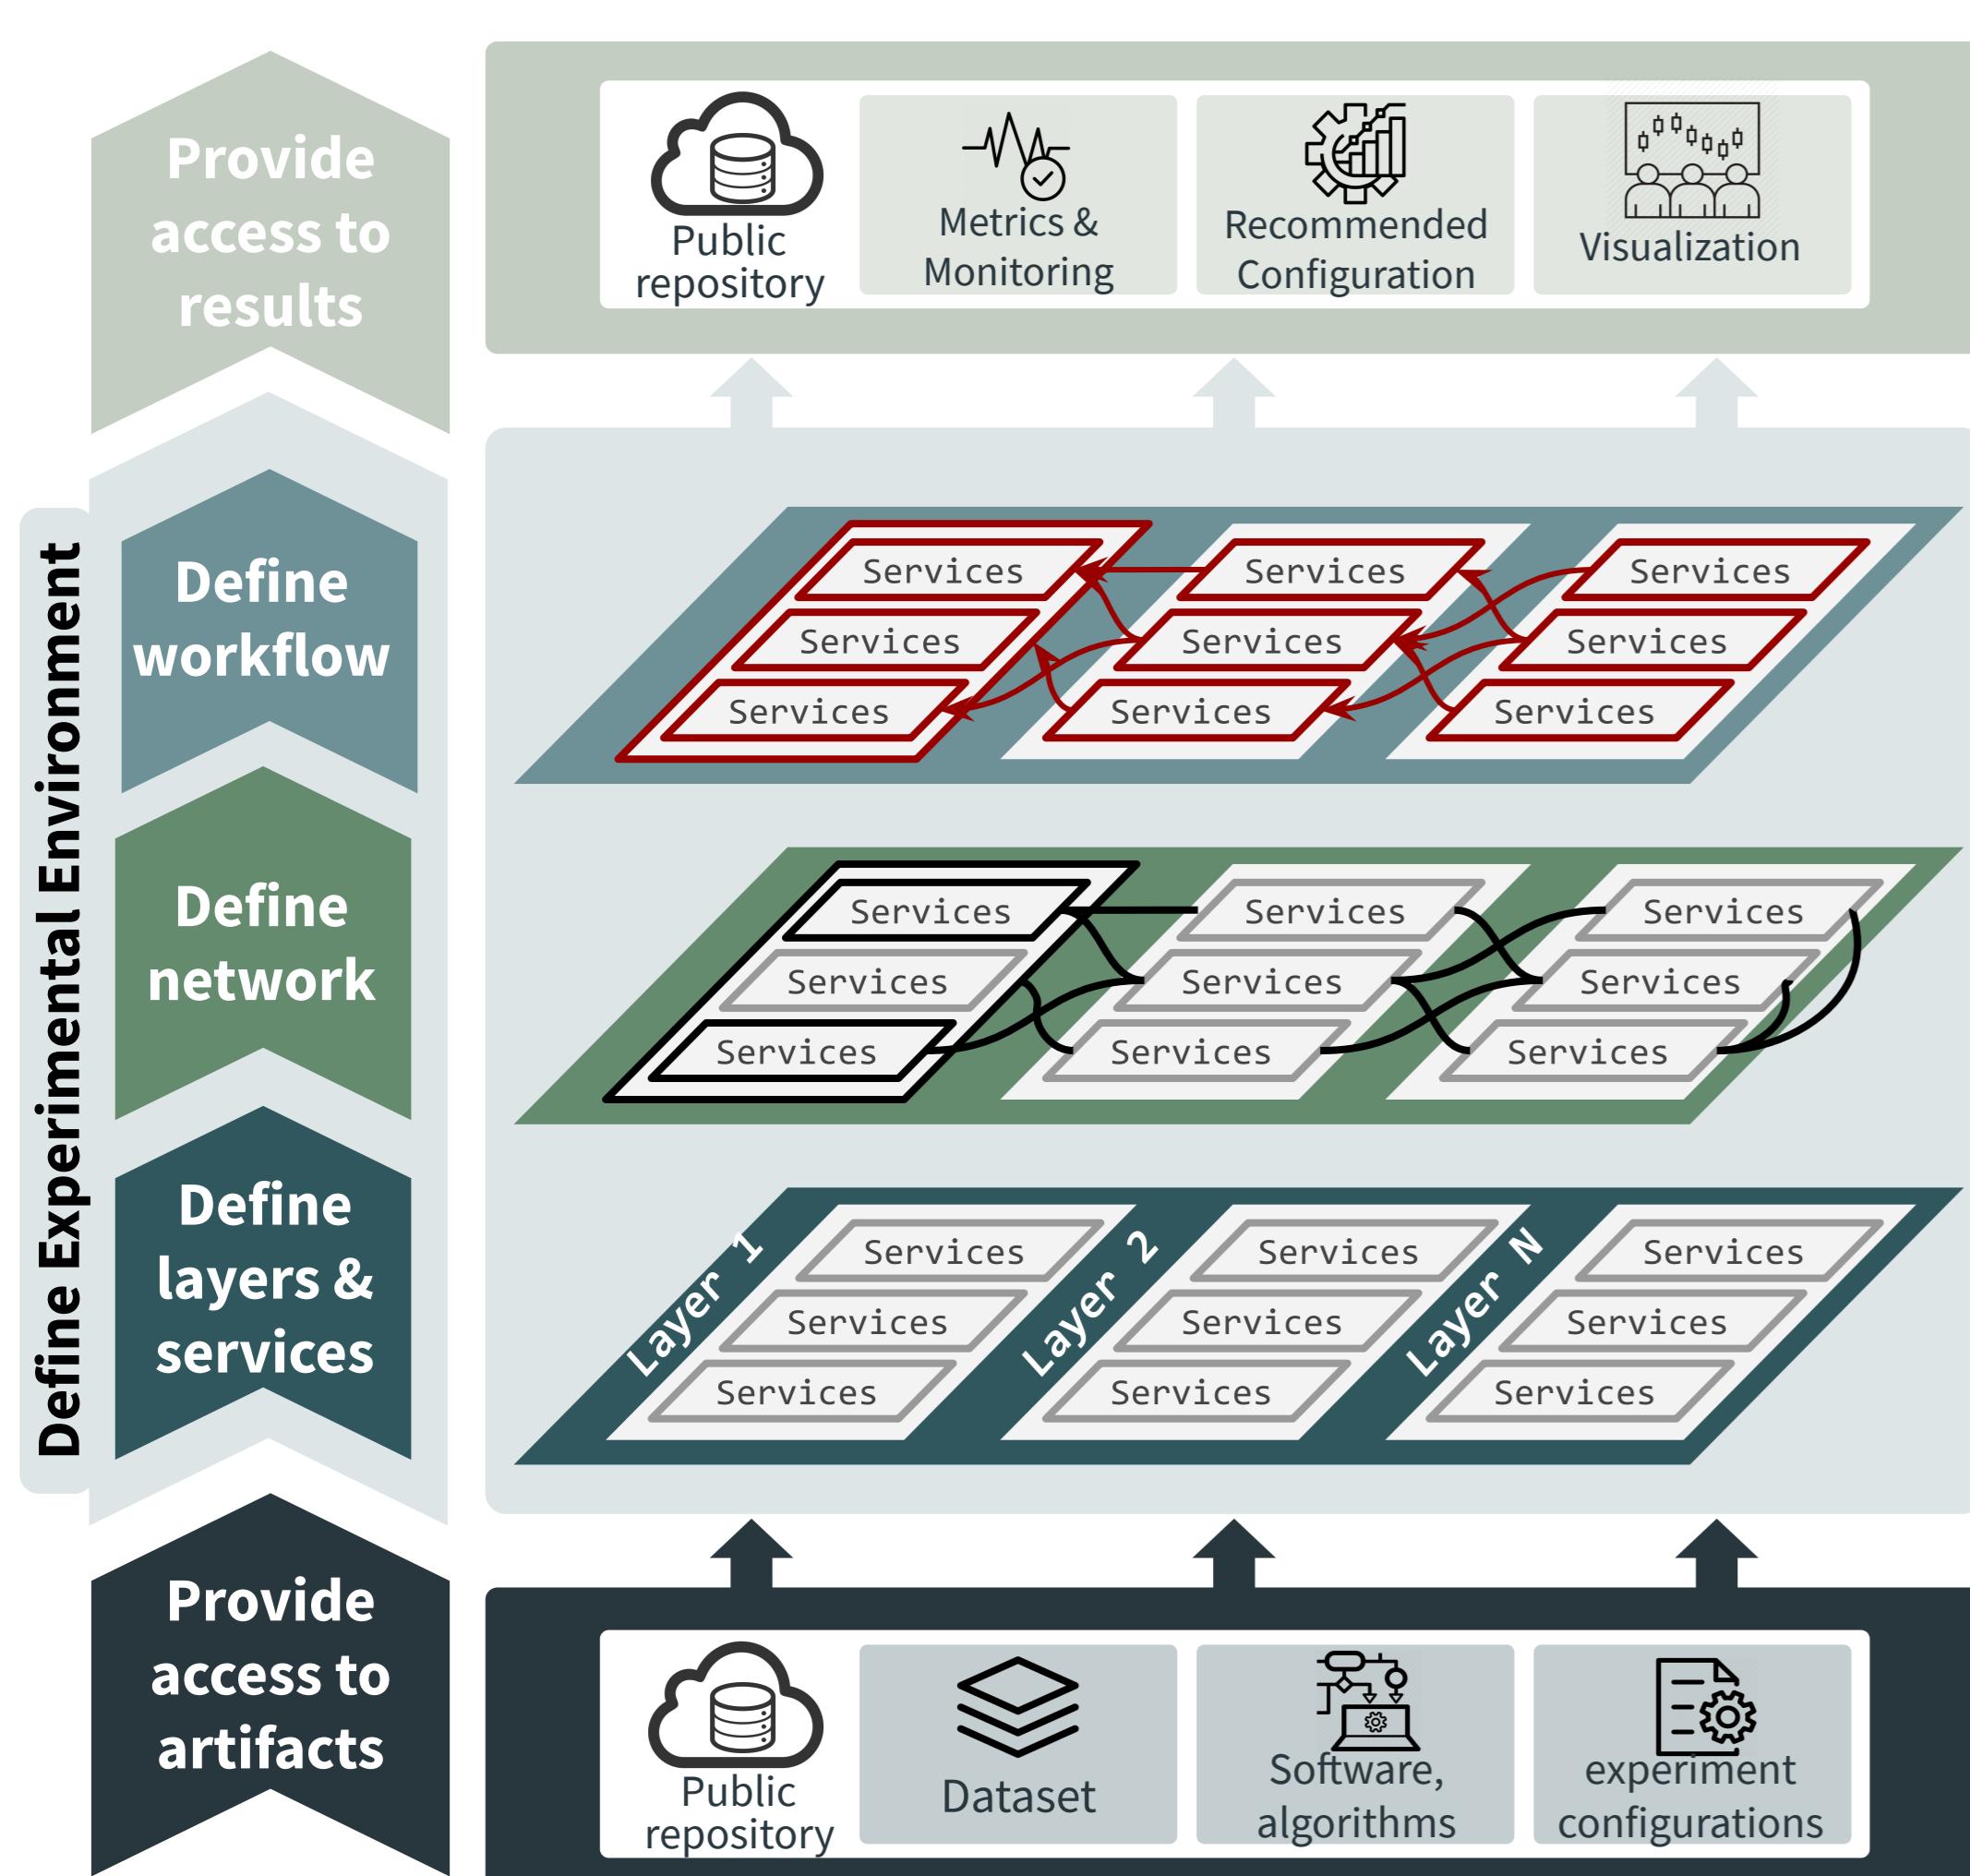 Provide
access to
results
Public
repository
Metrics &
Monitoring
Recommended
Configuration
Visualization
Define Experimental Environment
Define
workflow
Services
Services
Services
Services
Services
Services
Services
Services
Services
Define
network
Services
Services
Services
Services
Services
Services
Services
Services
Services
Define
layers &
services
Layer 1
Services
Services
Services
Layer 2
Services
Services
Services
Layer N
Services
Services
Services
Provide
access to
artifacts
Public
repository
Dataset
Software,
algorithms
experiment
configurations